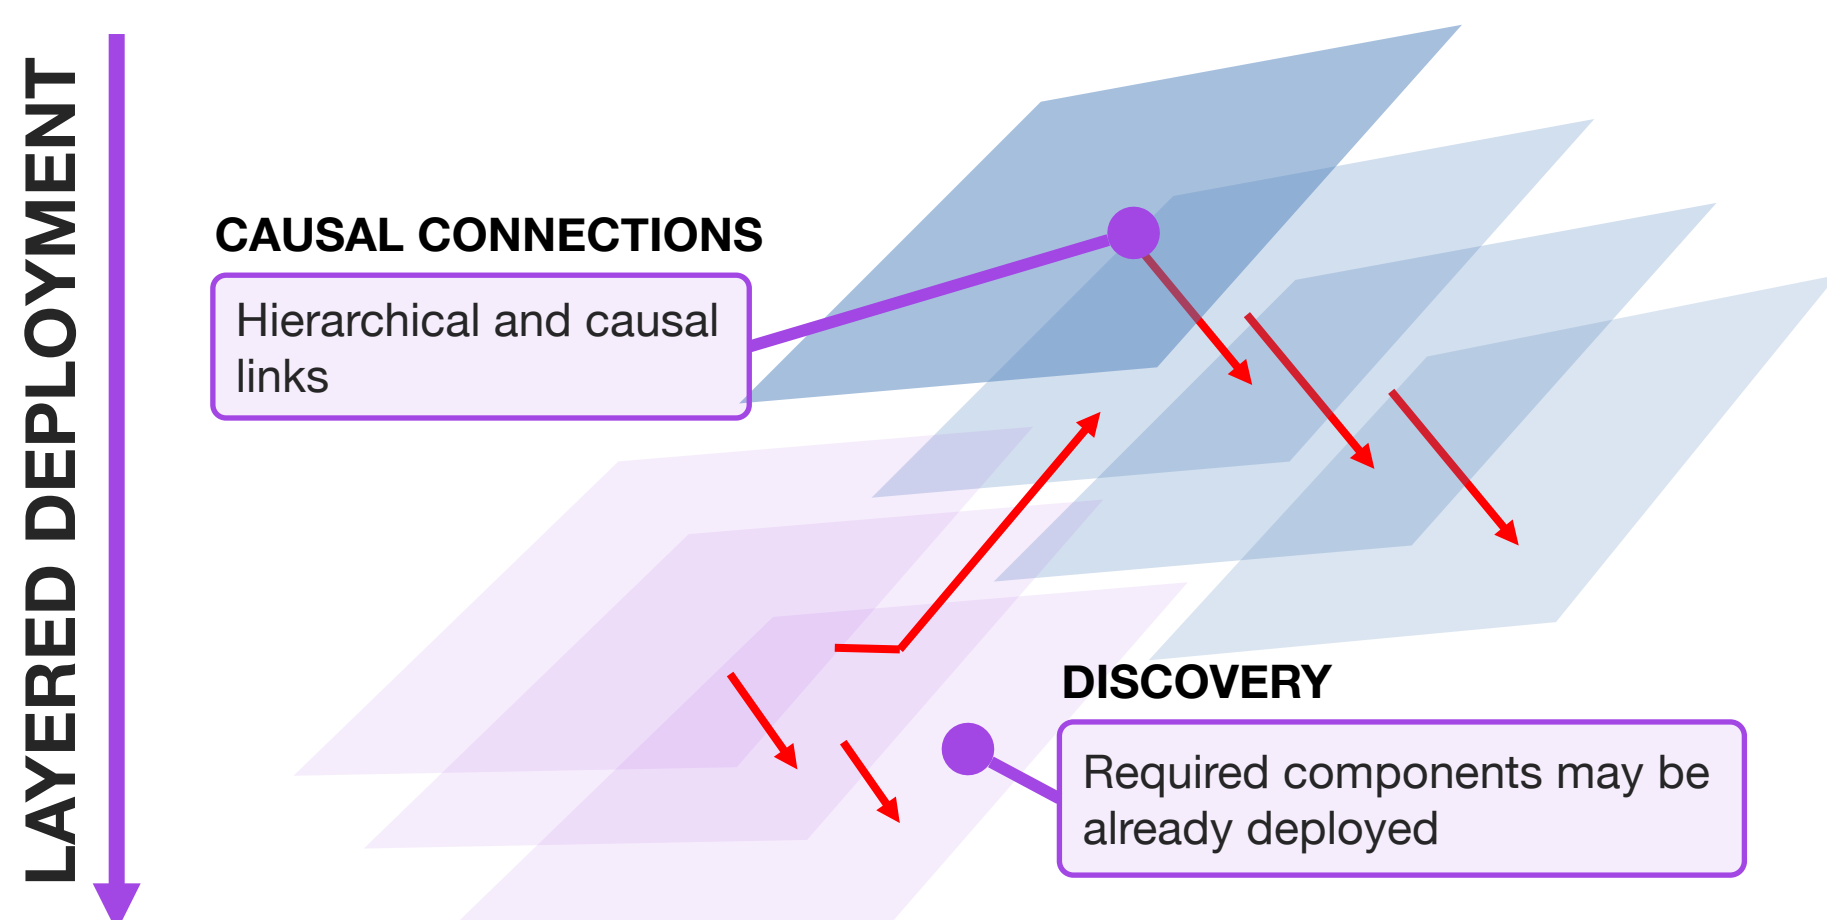 LAYERED DEPLOYMENT
CAUSAL CONNECTIONS
Hierarchical and causal
links
DISCOVERY
Required components may be
already deployed